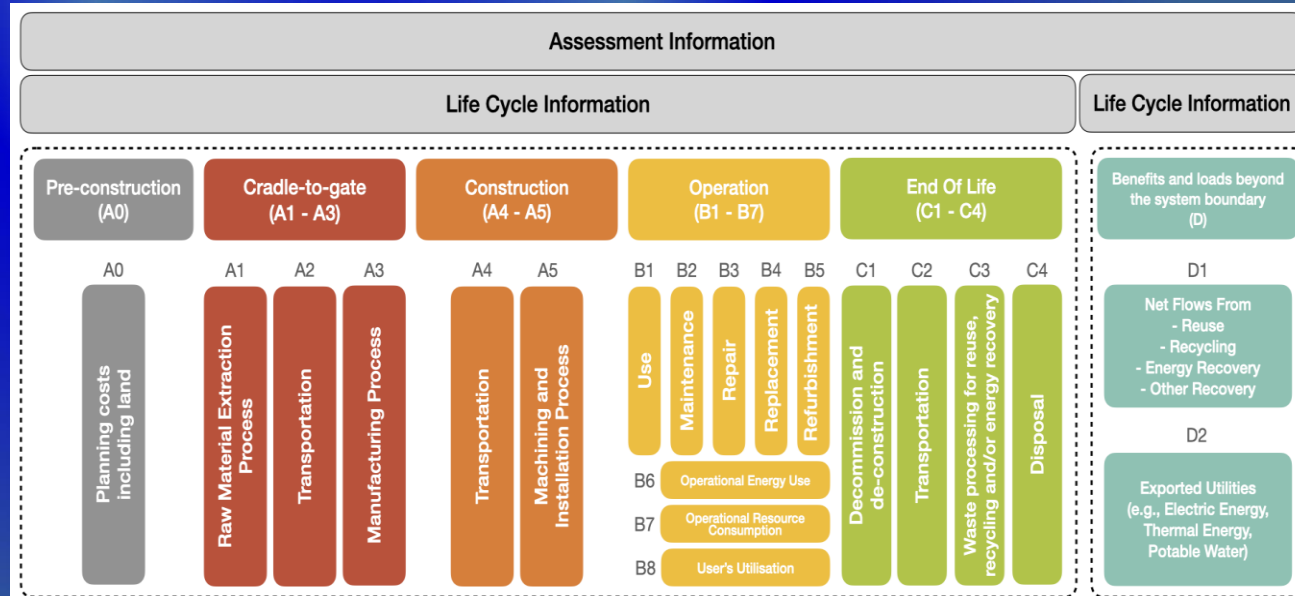 Assessment Information
Life Cycle Information
Life Cycle Information
Pre-construction
(A0)
Cradle-to-gate
(A1 - A3)
Construction
(A4 - A5)
Operation
(B1 - B7)
End Of Life
(C1 - C4)
Benefits and loads beyond
the system boundary
(D)
A0
Planning costs
including land
A1
Raw Material Extraction
Process
A2
Transportation
A3
Manufacturing Process
A4
Transportation
A5
Machining and
Installation Process
B1
Use
B2
Maintenance
B3
Repair
B4
Replacement
B5
Refurbishment
B6
Operational Energy Use
B7
Operational Resource
Consumption
B8
User's Utilisation
C1
Decommission and
de-construction
C2
Transportation
C3
Waste processing for reuse,
recycling and/or energy recovery
C4
Disposal
D1
Net Flows From
- Reuse
- Recycling
- Energy Recovery
- Other Recovery
D2
Exported Utilities
(e.g., Electric Energy,
Thermal Energy,
Potable Water)